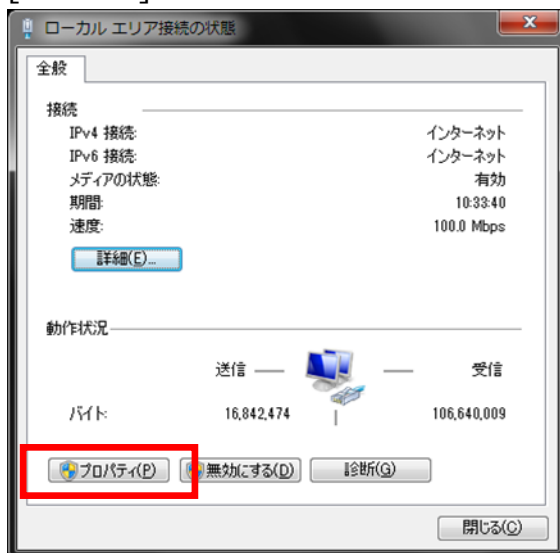 ローカル エリア接続の状態
全般
接続
IPv4 接続: インターネット
IPv6 接続: インターネット
メディアの状態: 有効
期間: 10:33:40
速度: 100.0 Mbps
詳細(E)...
動作状況
送信 受信
バイト: 16,842,474 106,640,009
プロパティ(P) 無効にする(D) 診断(G)
閉じる(C)